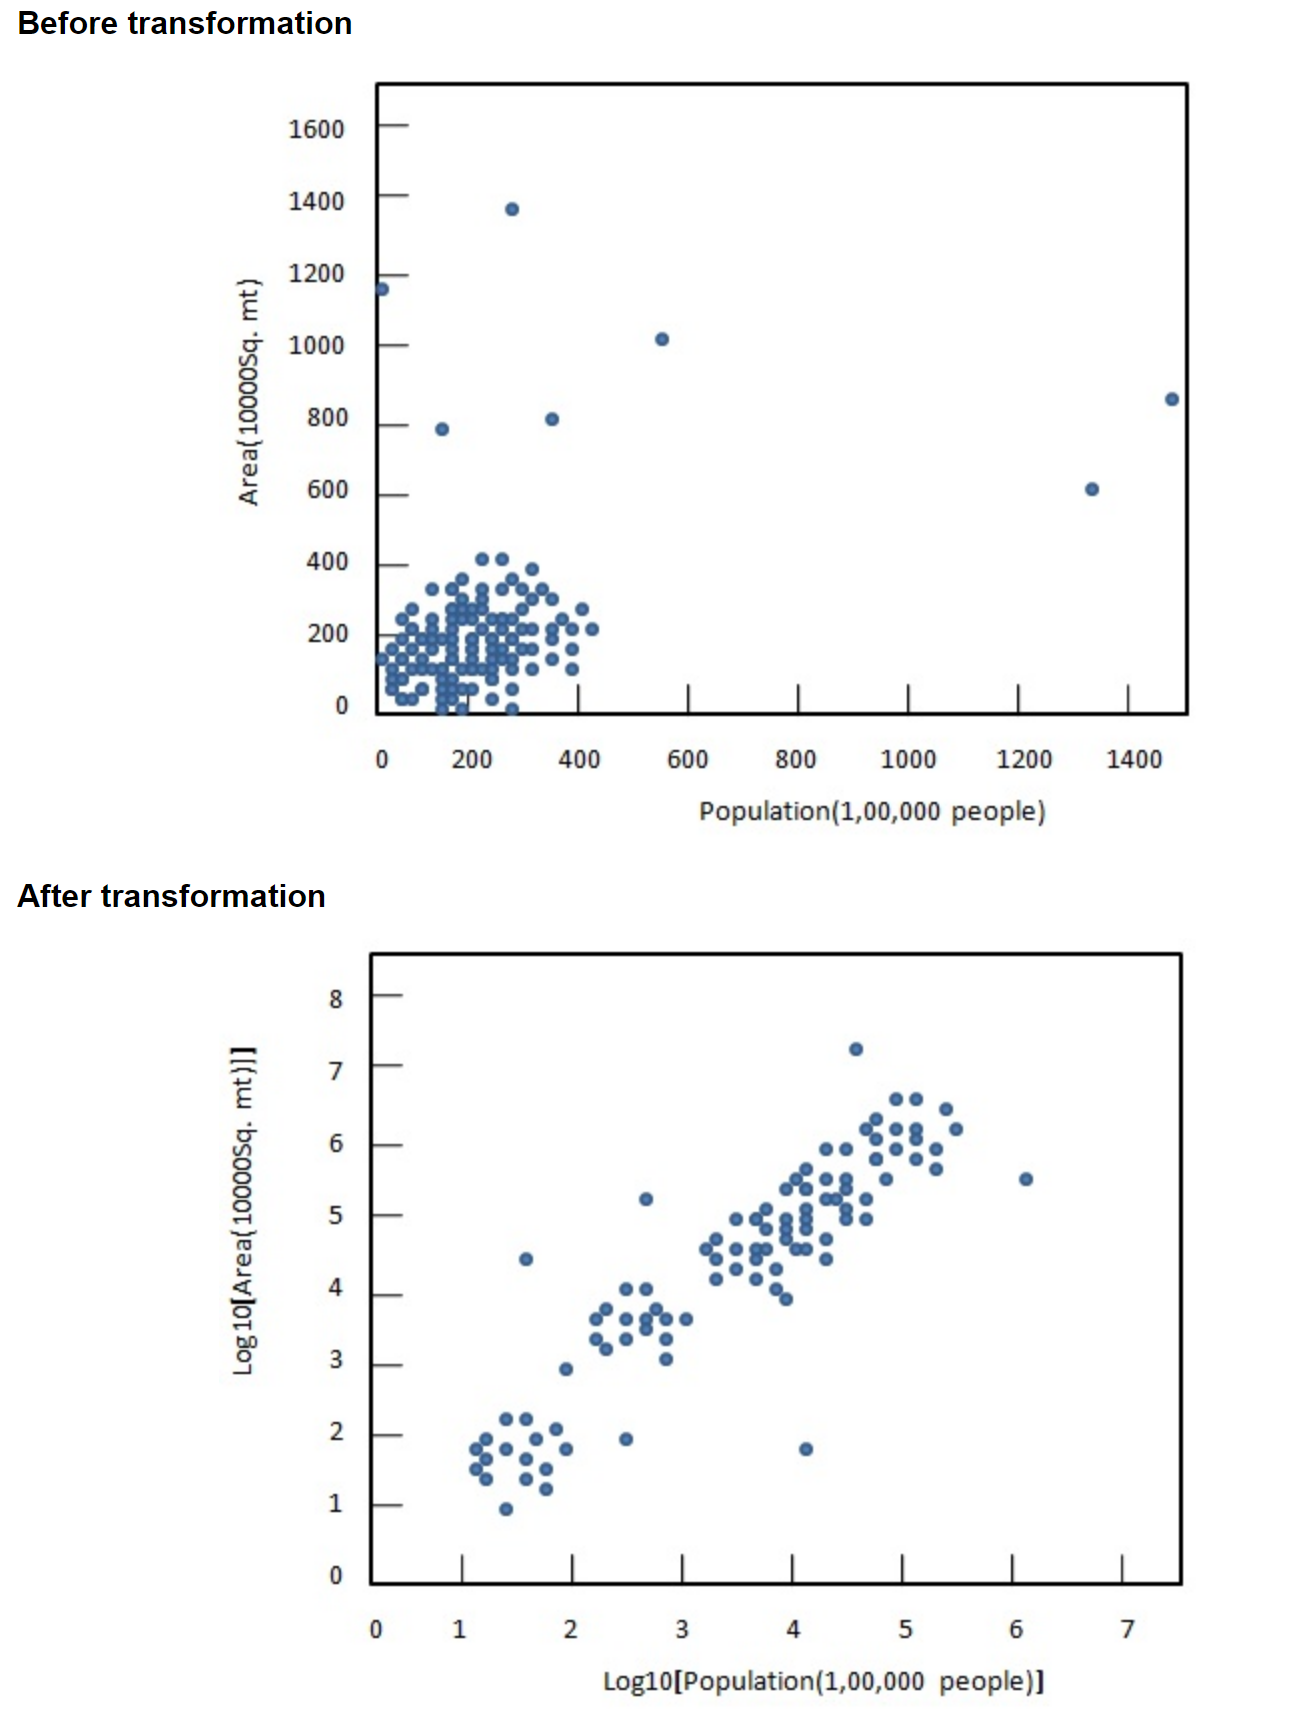 Before transformation
1600
1400
1200
1000
800
600
400
200
0
Area(10000Sq. mt)
0 200 400 600 800 1000 1200 1400
Population(1,00,000 people)
After transformation
8
7
6
5
4
3
2
1
0
Log10[Area(10000Sq. mt)]]
0 1 2 3 4 5 6 7
Log10[Population(1,00,000 people)]